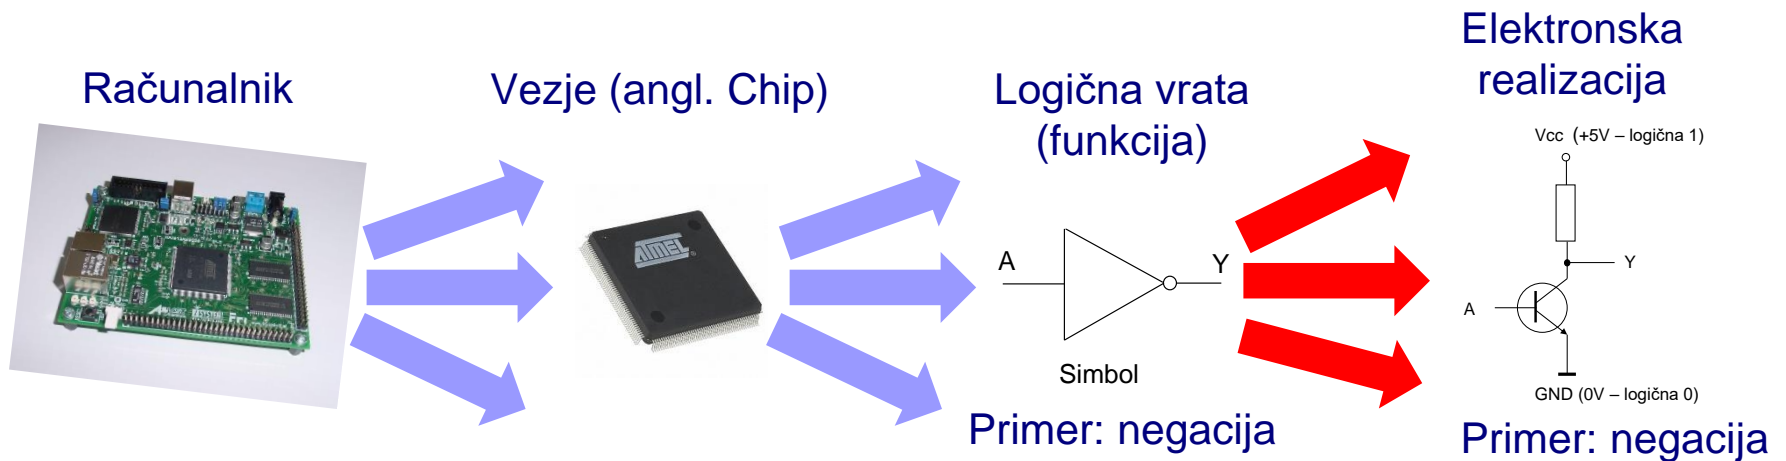 Računalnik
Vezje (angl. Chip)
ATMEL
Logična vrata
(funkcija)
A
Y
Simbol
Primer: negacija
Elektronska
realizacija
Vcc (+5V – logična 1)
Y
A
GND (0V – logična 0)
Primer: negacija